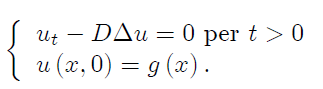 u_t − DΔu = 0 per t > 0
u (x, 0) = g (x) .